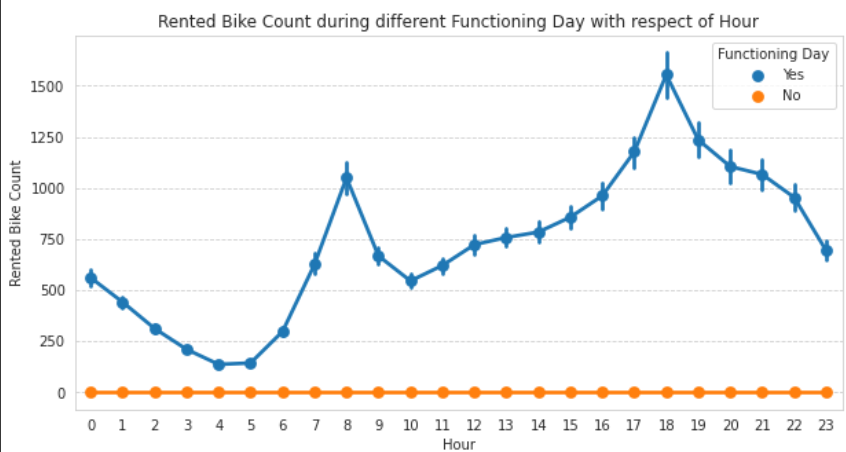 Rented Bike Count during different Functioning Day with respect of Hour
Functioning Day
Yes
No
Rented Bike Count
1500
1250
1000
750
500
250
0
0 1 2 3 4 5 6 7 8 9 10 11 12 13 14 15 16 17 18 19 20 21 22 23
Hour